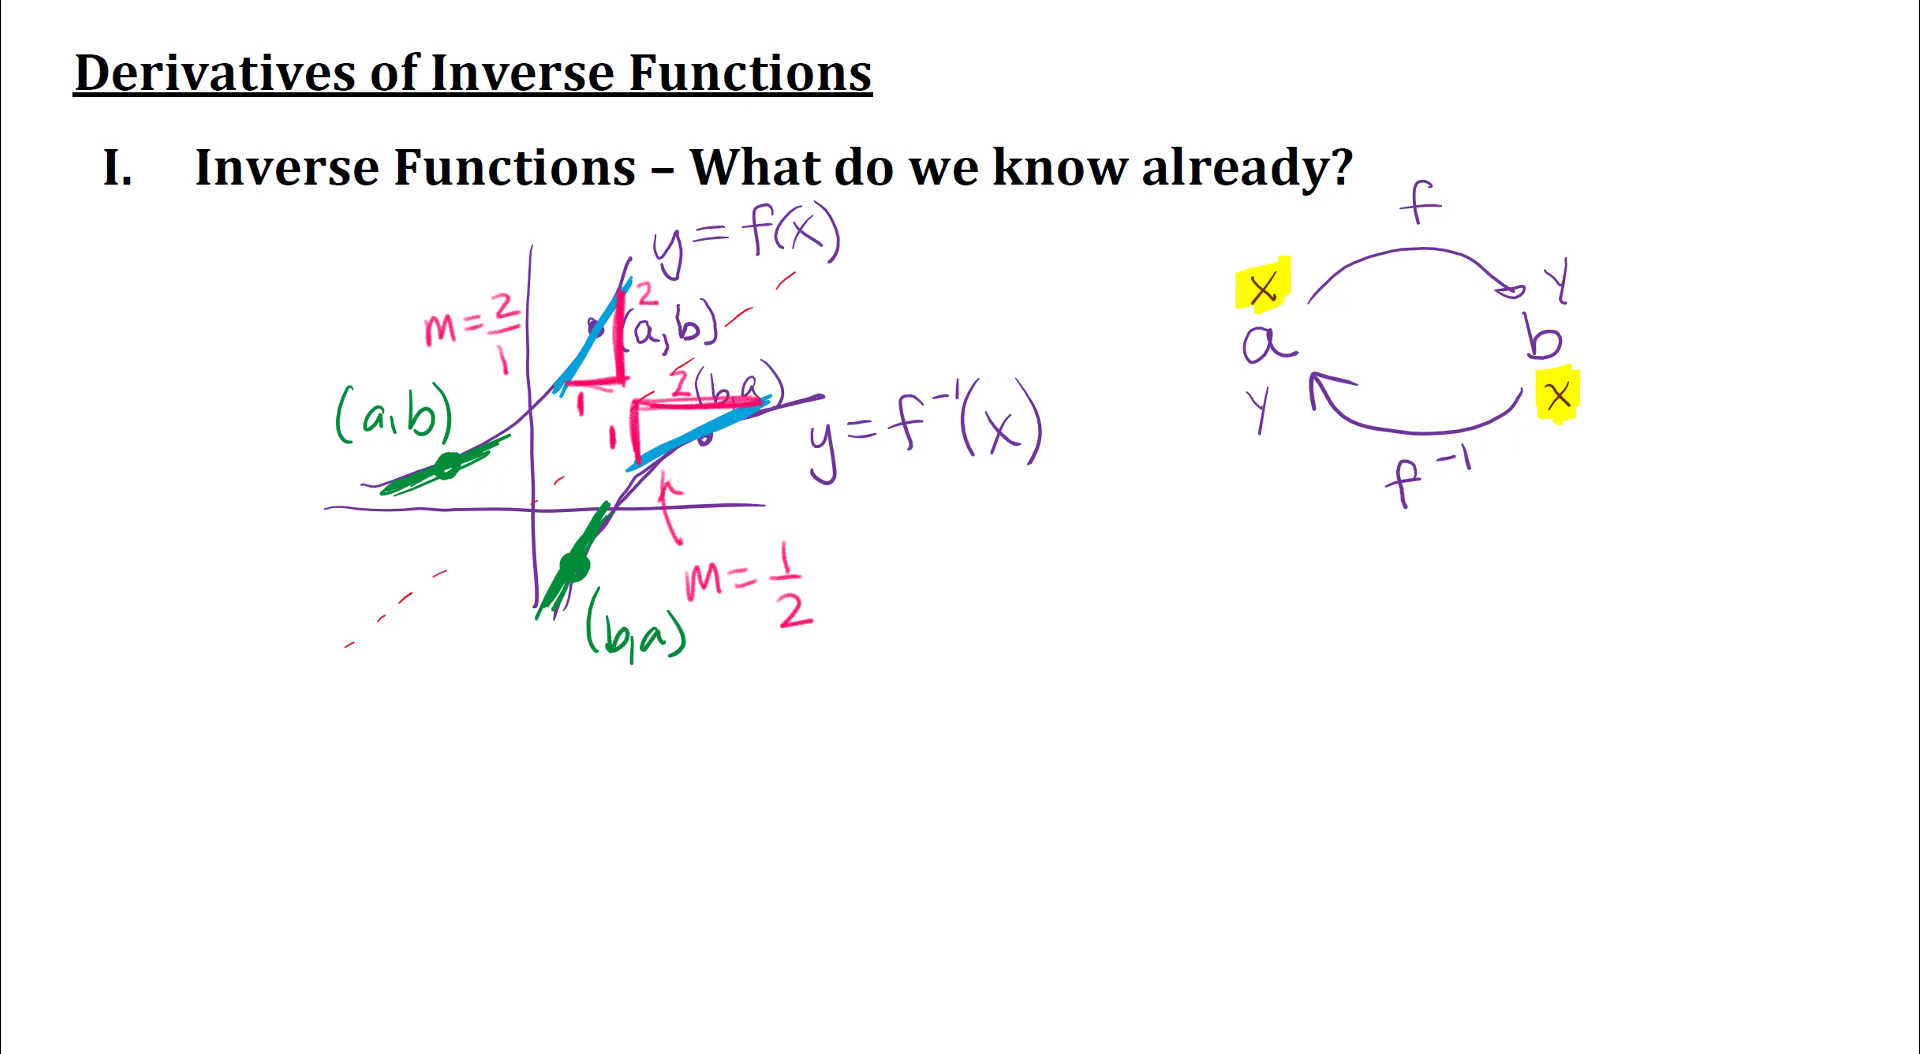 Derivatives of Inverse Functions
I. Inverse Functions – What do we know already?
y = f(x)
m = 2/1
2
(a,b)
1
(a,b)
2
(b,a)
1
y = f⁻¹(x)
m = 1/2
(b,a)
f
x
y
a
b
y
x
f⁻¹